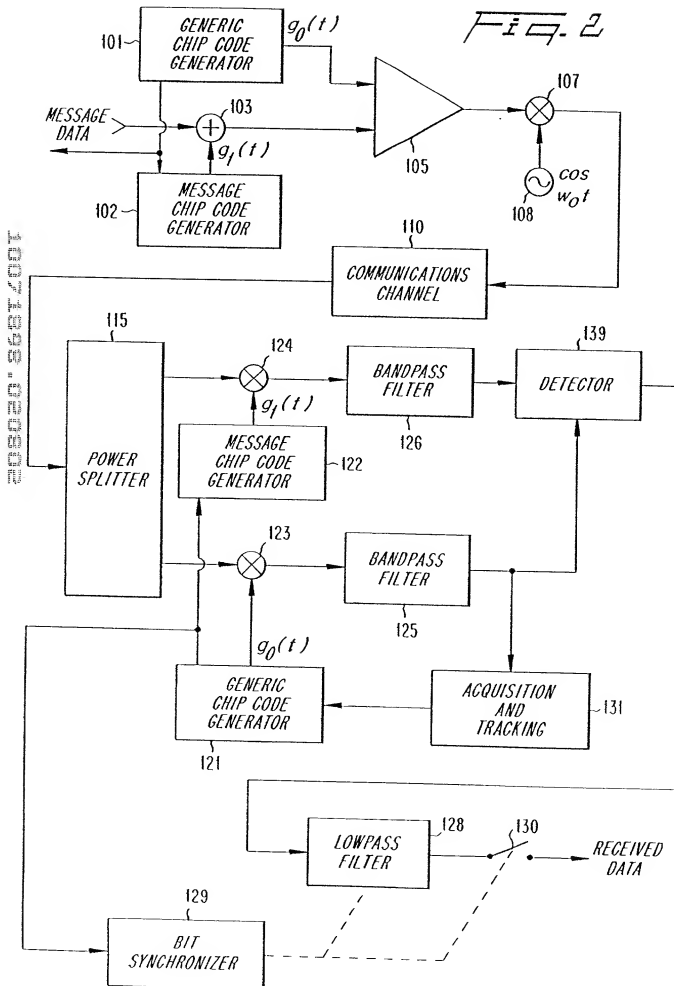 Fig. 2
101
GENERIC
CHIP CODE
GENERATOR
g₀(t)
MESSAGE
DATA
103
g₁(t)
102
MESSAGE
CHIP CODE
GENERATOR
105
107
108
cos
w₀t
110
COMMUNICATIONS
CHANNEL
115
POWER
SPLITTER
124
g₁(t)
MESSAGE
CHIP CODE
GENERATOR
122
BANDPASS
FILTER
126
139
DETECTOR
123
g₀(t)
BANDPASS
FILTER
125
GENERIC
CHIP CODE
GENERATOR
121
ACQUISITION
AND
TRACKING
131
LOWPASS
FILTER
128
130
RECEIVED
DATA
129
BIT
SYNCHRONIZER